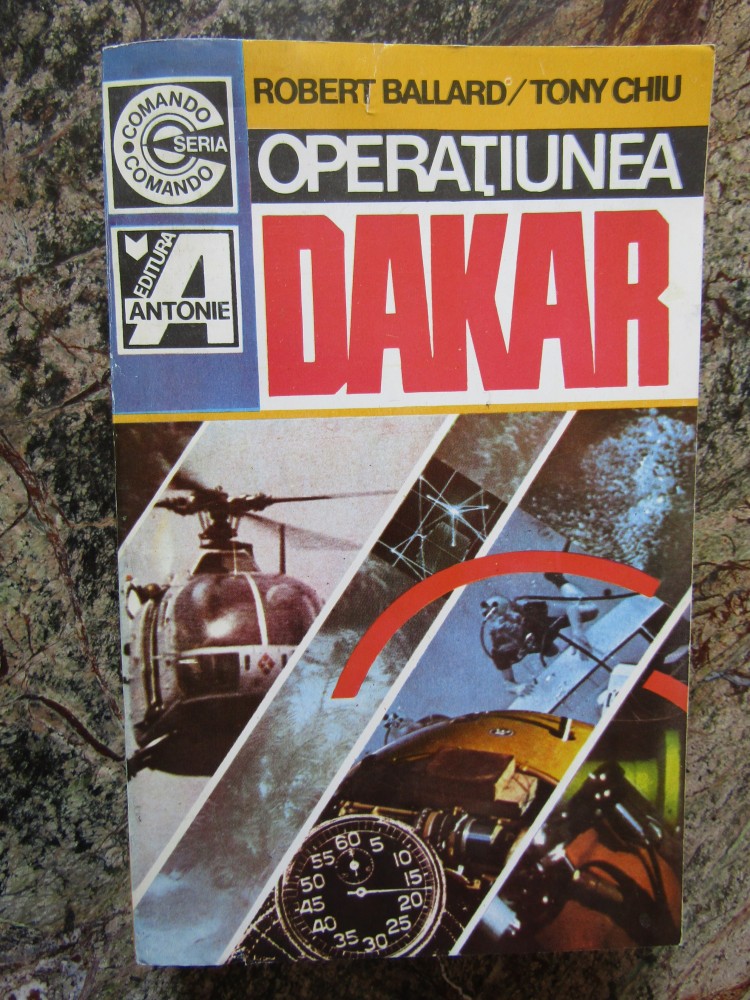 ROBERT BALLARD/TONY CHIU
COMANDO
SERIA
COMANDO
OPERAȚIUNEA
EDITURA
ANTONIE
A
DAKAR
60
5
55
10
50
15
45
20
40
25
35
30